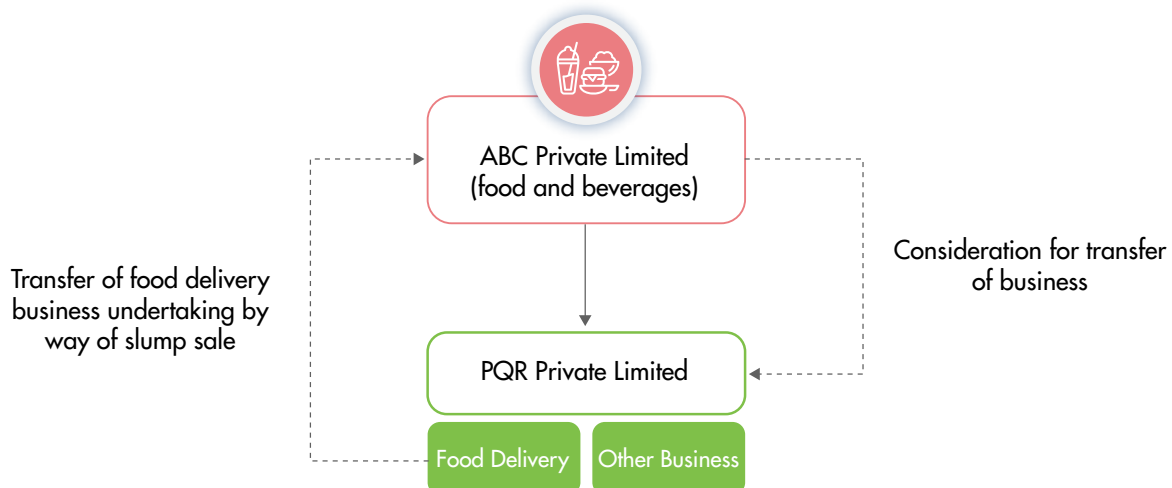 ABC Private Limited
(food and beverages)
Transfer of food delivery
business undertaking by
way of slump sale
Consideration for transfer
of business
PQR Private Limited
Food Delivery
Other Business